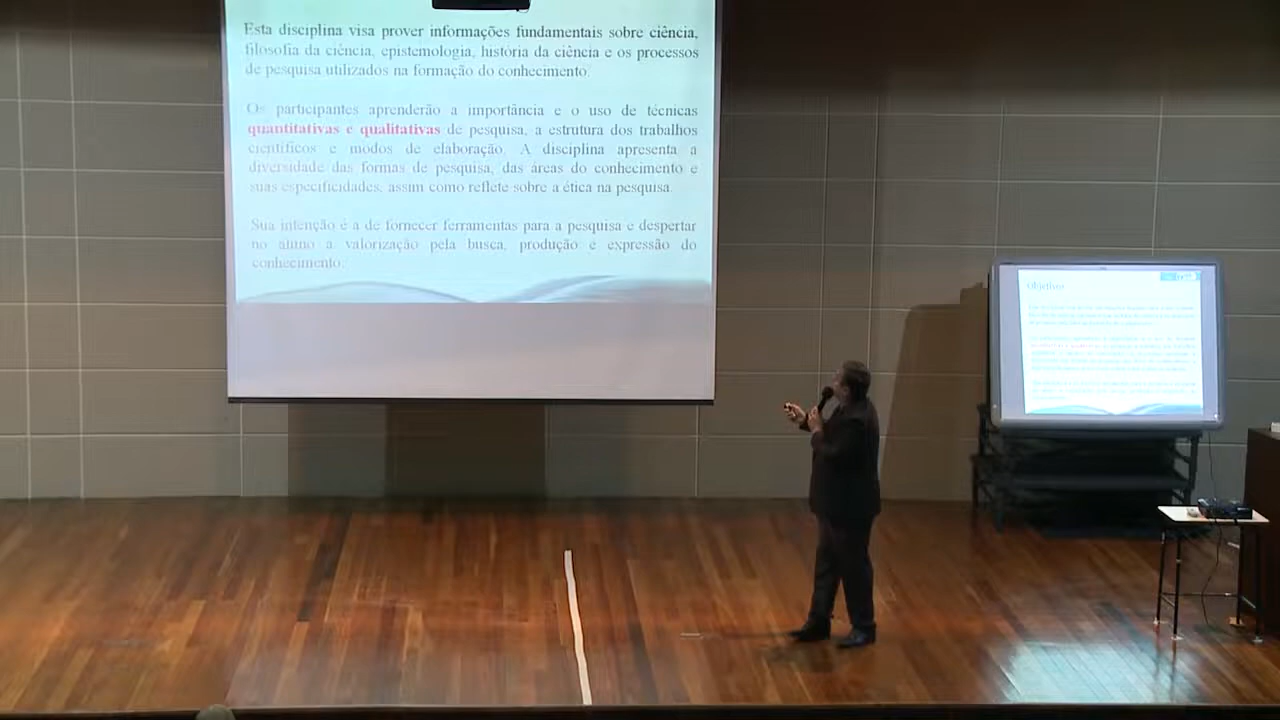 Esta disciplina visa prover informações fundamentais sobre ciência,
filosofia da ciência, epistemologia, história da ciência e os processos
de pesquisa utilizados na formação do conhecimento.
Os participantes aprenderão a importância e o uso de técnicas
quantitativas e qualitativas de pesquisa, a estrutura dos trabalhos
científicos e modos de elaboração. A disciplina apresenta a
diversidade das formas de pesquisa, das áreas do conhecimento e
suas especificidades, assim como reflete sobre a ética na pesquisa.
Sua intenção é a de fornecer ferramentas para a pesquisa e despertar
no aluno a valorização pela busca, produção e expressão do
conhecimento.
Objetivo